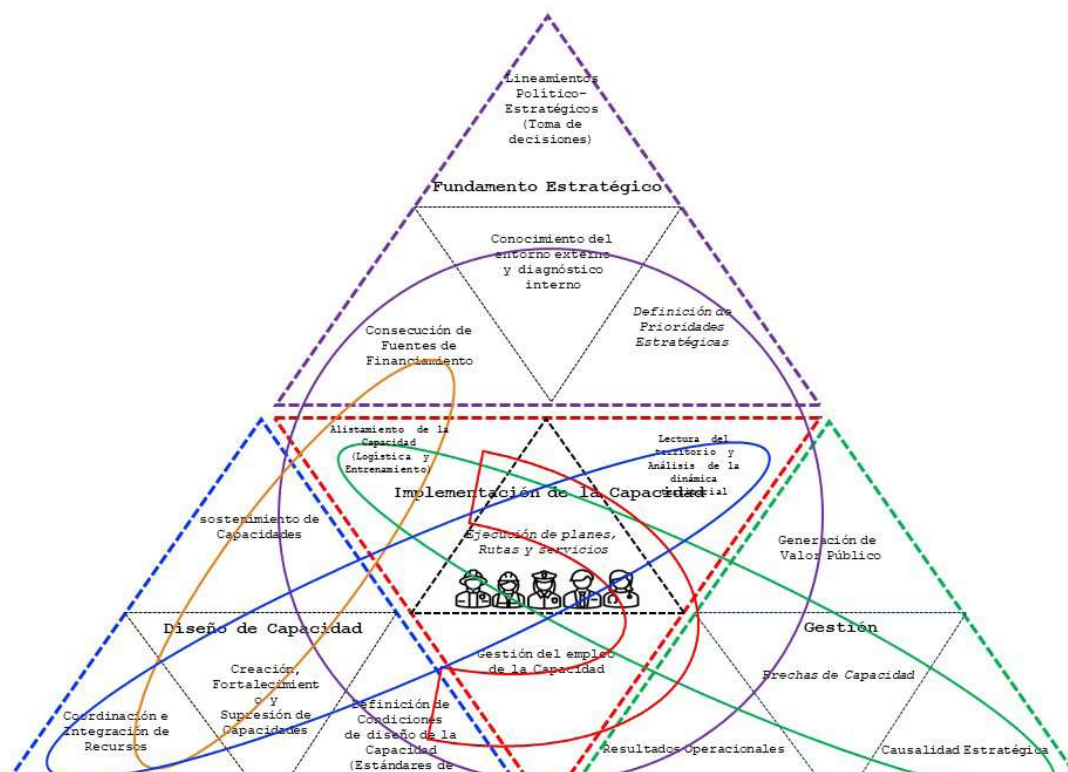 Lineamientos
Político-
Estratégicos
(Toma de
decisiones)
Fundamento Estratégico
Conocimiento del
entorno externo
y diagnóstico
interno
Definición de
Prioridades
Estratégicas
Consecución de
Fuentes de
Financiamiento
Alistamiento de la
Capacidad
(Logística y
Entrenamiento)
Lectura del
territorio y
Análisis de la
dinámica
Implementación de la Capacidad
sostenimiento de
Capacidades
Ejecución de planes,
Rutas y servicios
Generación de
Valor Público
Diseño de Capacidad
Gestión
Gestión del empleo
de la Capacidad
Creación,
Fortalecimient
o y
Supresión de
Capacidades
Brechas de Capacidad
Coordinación e
Integración de
Recursos
Definición de
Condiciones
de diseño de la
Capacidad
(Estándares de
Resultados Operacionales
Causalidad Estratégica